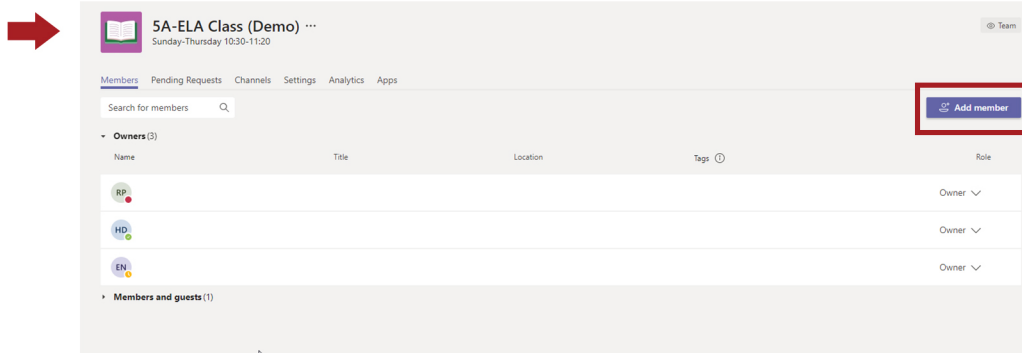 5A-ELA Class (Demo) ...
Team
Sunday-Thursday 10:30-11:20
Members Pending Requests Channels Settings Analytics Apps
Search for members
Add member
Owners (3)
Name Title Location Tags Role
RP Owner
HD Owner
EN Owner
Members and guests (1)